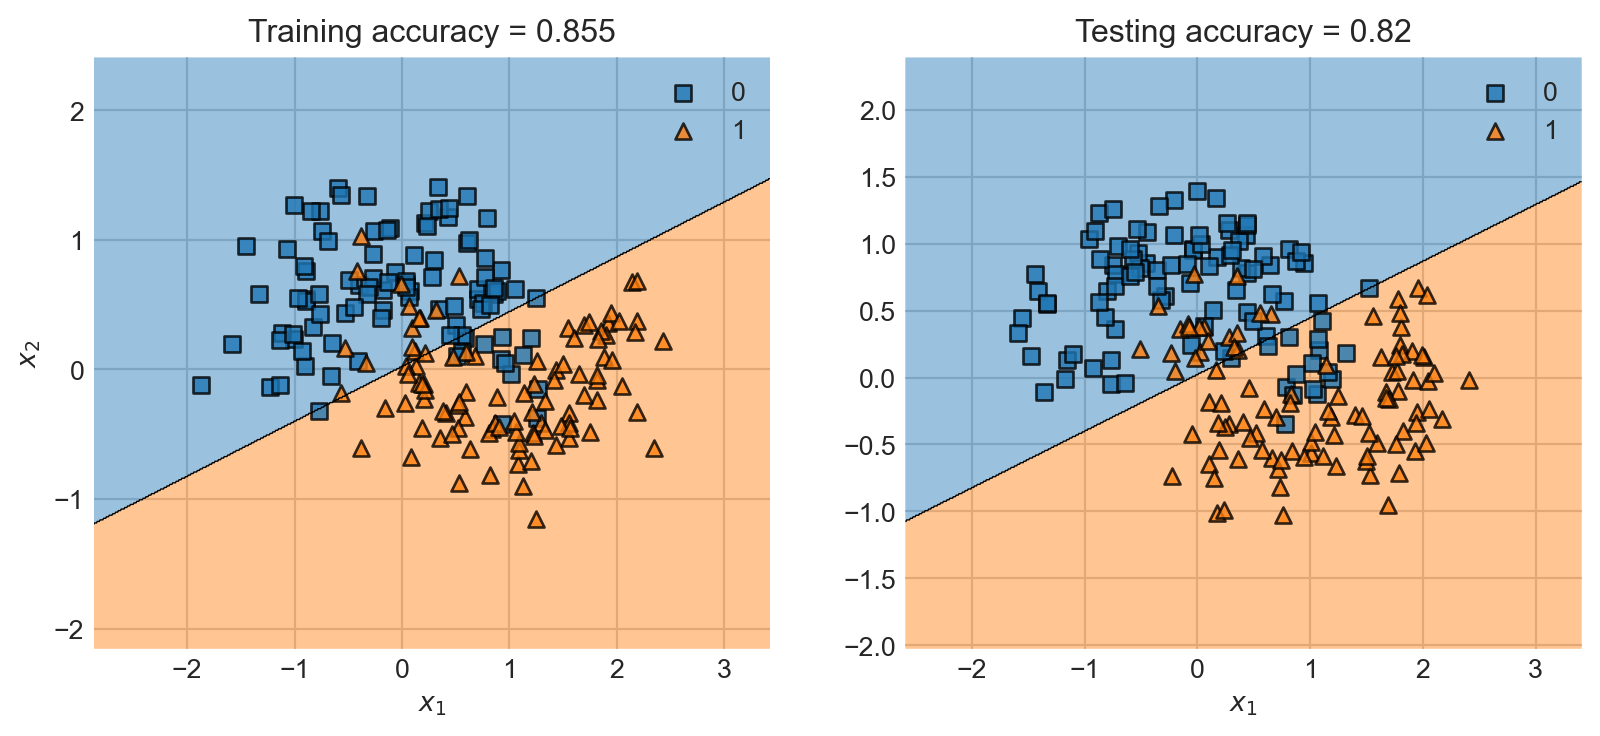 Training accuracy = 0.855
0
1
2
1
0
−1
−2
x2
−2 −1 0 1 2 3
x1
Testing accuracy = 0.82
0
1
2.0
1.5
1.0
0.5
0.0
−0.5
−1.0
−1.5
−2.0
−2 −1 0 1 2 3
x1